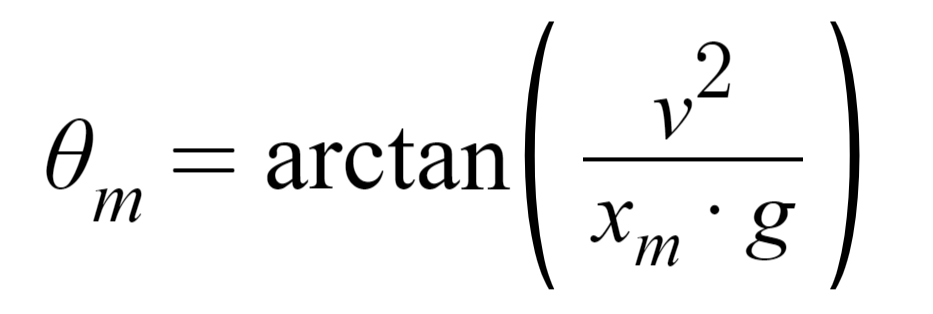 θ_m = arctan( v^2 / (x_m · g) )